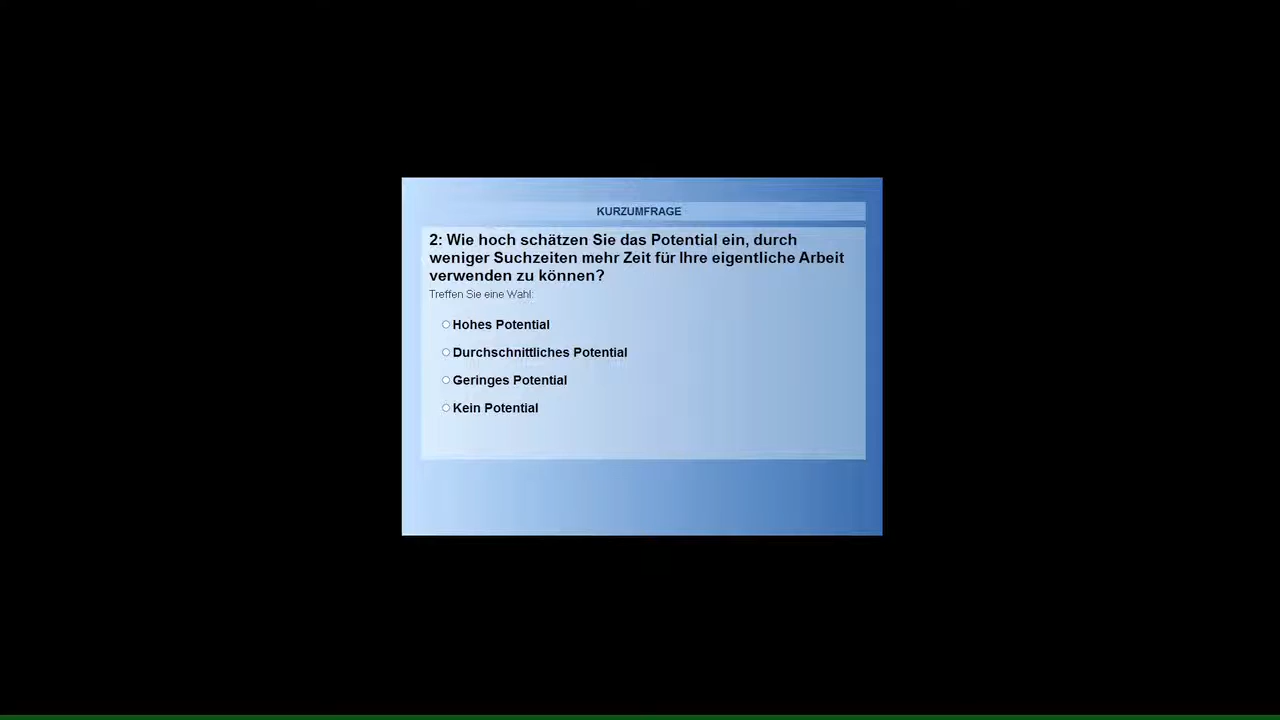 KURZUMFRAGE
2: Wie hoch schätzen Sie das Potential ein, durch
weniger Suchzeiten mehr Zeit für Ihre eigentliche Arbeit
verwenden zu können?
Treffen Sie eine Wahl:
Hohes Potential
Durchschnittliches Potential
Geringes Potential
Kein Potential